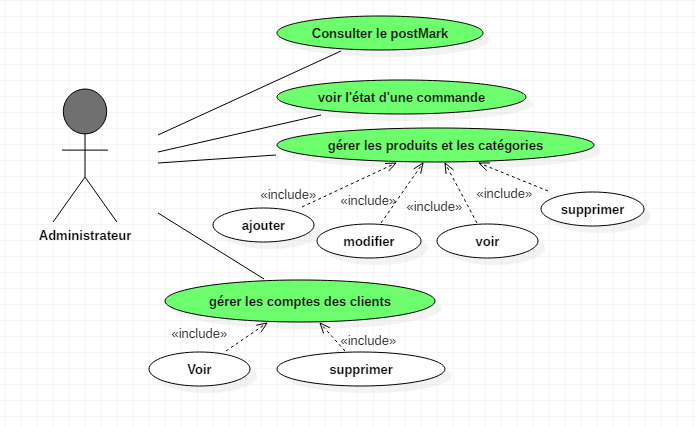 Consulter le postMark
voir l'état d'une commande
gérer les produits et les catégories
«include»
«include»
«include»
«include»
ajouter
modifier
voir
supprimer
Administrateur
gérer les comptes des clients
«include»
«include»
Voir
supprimer